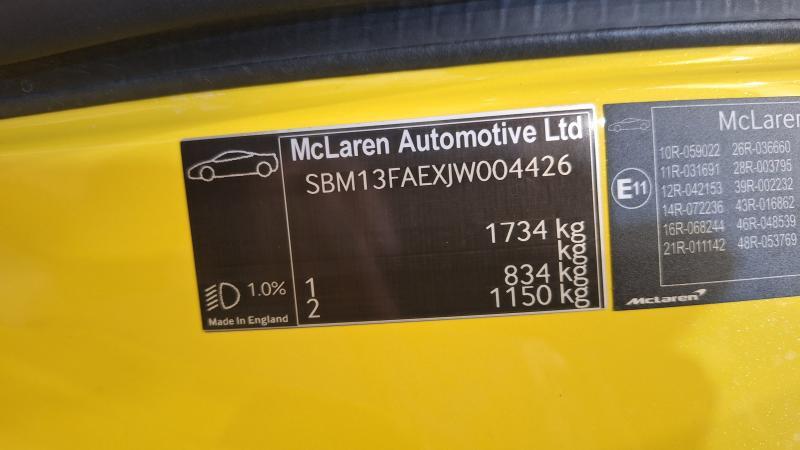 McLaren Automotive Ltd
SBM13FAEXJW004426
1734 kg
kg
1 834 kg
2 1150 kg
1.0%
Made In England
McLaren
E11
10R-059022 26R-036660
11R-031691 28R-003795
12R-042153 39R-002232
14R-072236 43R-016862
16R-068244 46R-048539
21R-011142 48R-053769
McLaren